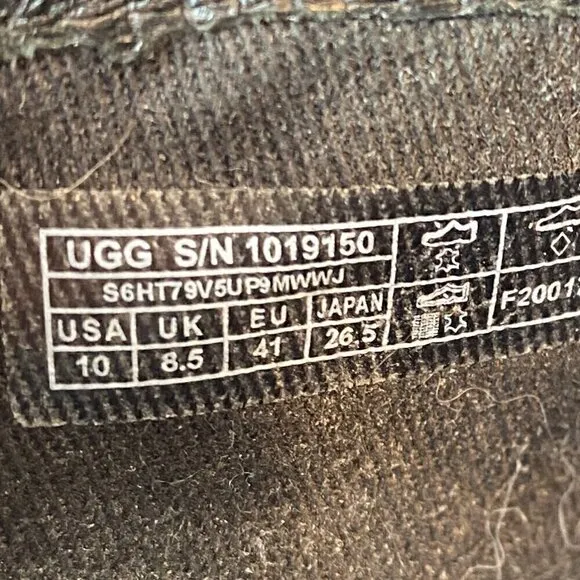 UGG S/N 1019150
S6HT79V5UP9MWWJ
USA UK EU JAPAN
10 8.5 41 26.5